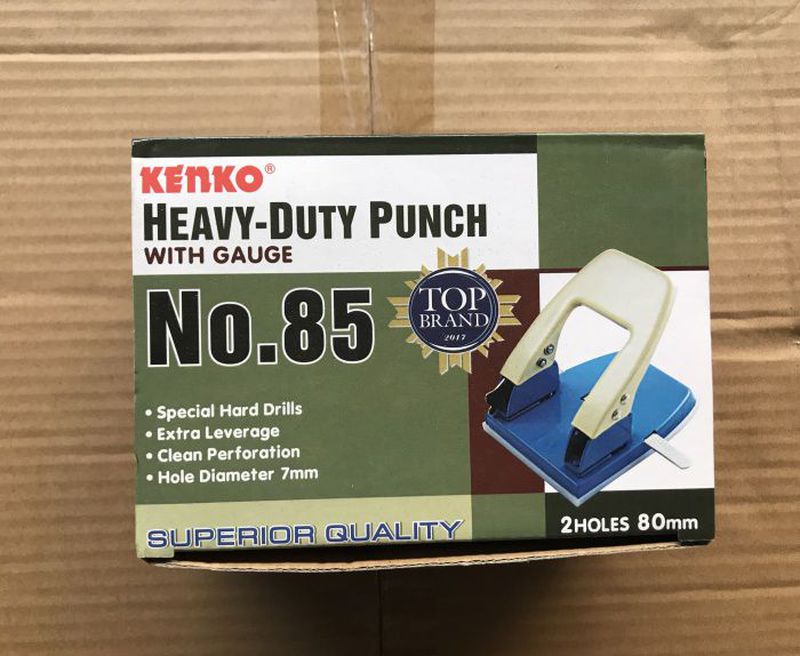 KENKO®
HEAVY-DUTY PUNCH
WITH GAUGE
No.85
TOP
BRAND
2017
• Special Hard Drills
• Extra Leverage
• Clean Perforation
• Hole Diameter 7mm
SUPERIOR QUALITY
2HOLES 80mm